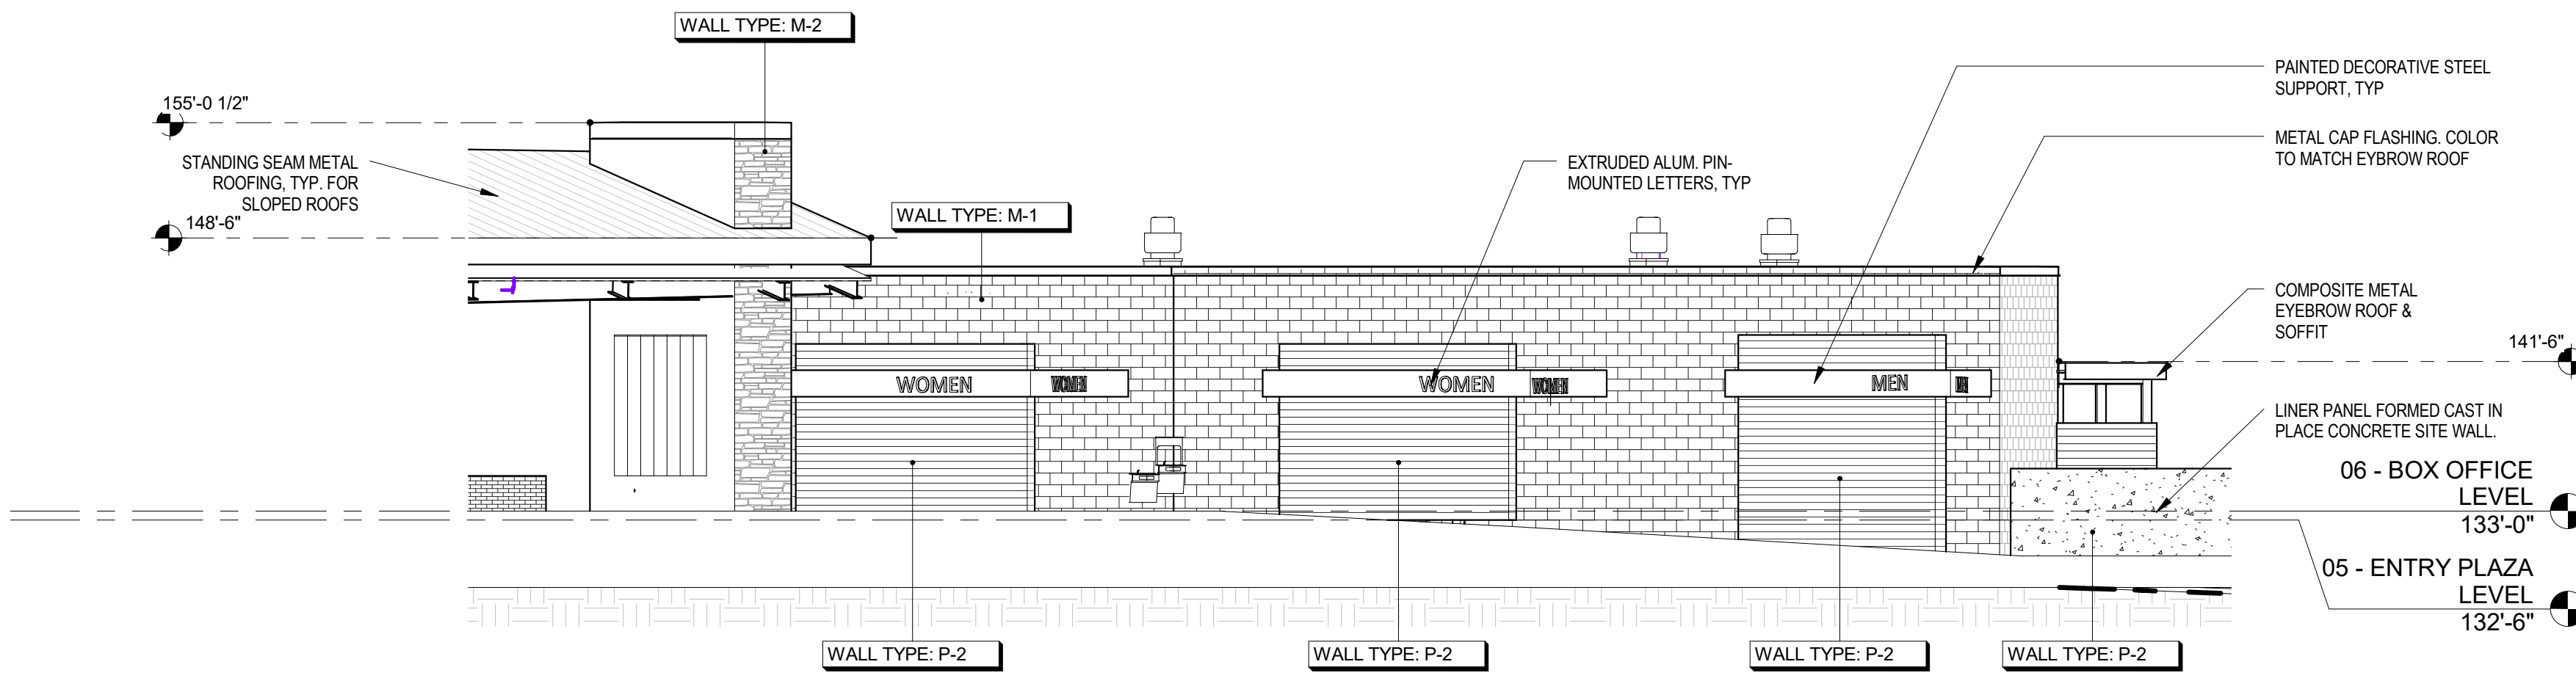 WALL TYPE: M-2
155'-0 1/2"
STANDING SEAM METAL
ROOFING, TYP. FOR
SLOPED ROOFS
148'-6"
WALL TYPE: M-1
EXTRUDED ALUM. PIN-
MOUNTED LETTERS, TYP
PAINTED DECORATIVE STEEL
SUPPORT, TYP
METAL CAP FLASHING. COLOR
TO MATCH EYBROW ROOF
COMPOSITE METAL
EYEBROW ROOF &
SOFFIT
141'-6"
WOMEN
WOMEN
WOMEN
WOMEN
MEN
MEN
LINER PANEL FORMED CAST IN
PLACE CONCRETE SITE WALL.
06 - BOX OFFICE
LEVEL
133'-0"
05 - ENTRY PLAZA
LEVEL
132'-6"
WALL TYPE: P-2
WALL TYPE: P-2
WALL TYPE: P-2
WALL TYPE: P-2